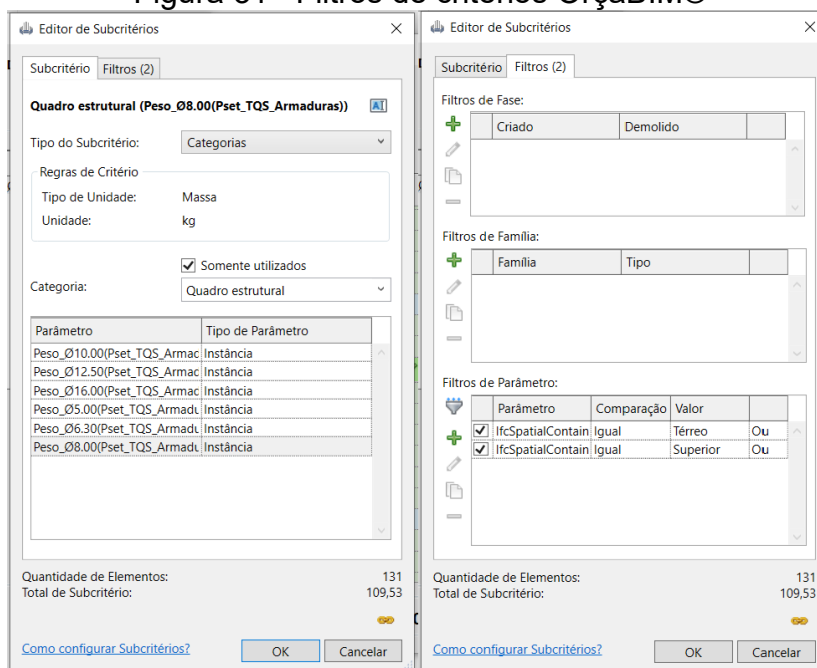 Editor de Subcritérios
Subcritério Filtros (2)
Quadro estrutural (Peso_Ø8.00(Pset_TQS_Armaduras))
Tipo do Subcritério: Categorias
Regras de Critério
Tipo de Unidade: Massa
Unidade: kg
Somente utilizados
Categoria: Quadro estrutural
Parâmetro Tipo de Parâmetro
Peso_Ø10.00(Pset_TQS_Armac Instância
Peso_Ø12.50(Pset_TQS_Armac Instância
Peso_Ø16.00(Pset_TQS_Armac Instância
Peso_Ø5.00(Pset_TQS_Armadu Instância
Peso_Ø6.30(Pset_TQS_Armadu Instância
Peso_Ø8.00(Pset_TQS_Armadu Instância
Quantidade de Elementos: 131
Total de Subcritério: 109,53
Como configurar Subcritérios? OK Cancelar
Editor de Subcritérios
Subcritério Filtros (2)
Filtros de Fase:
Criado Demolido
Filtros de Família:
Família Tipo
Filtros de Parâmetro:
Parâmetro Comparação Valor
IfcSpatialContain Igual Térreo Ou
IfcSpatialContain Igual Superior Ou
Quantidade de Elementos: 131
Total de Subcritério: 109,53
Como configurar Subcritérios? OK Cancelar